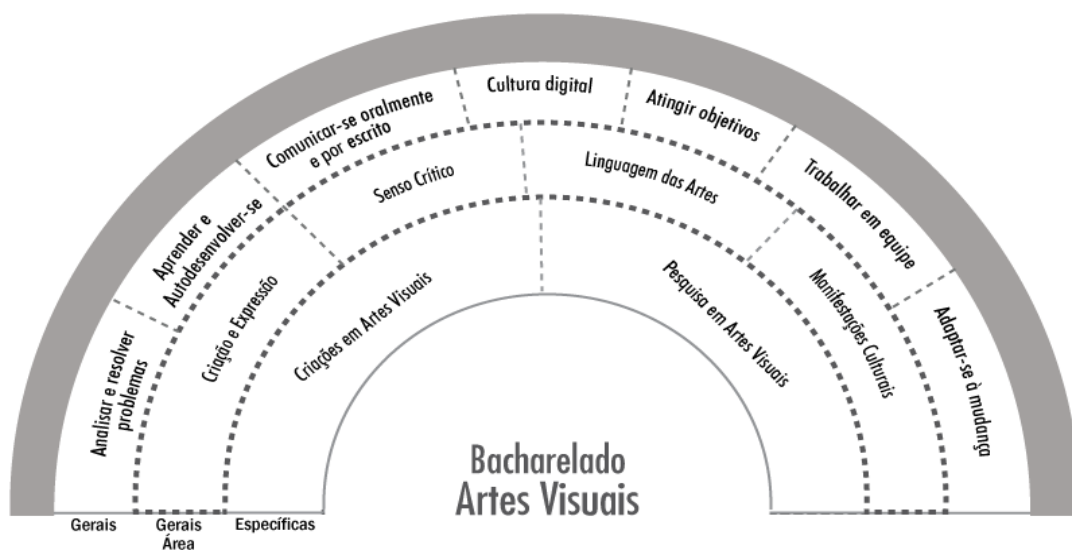 Analisar e resolver
problemas
Aprender e
Autodesenvolver-se
Comunicar-se oralmente
e por escrito
Cultura digital
Atingir objetivos
Trabalhar em equipe
Adaptar-se à mudança
Criação e Expressão
Senso Crítico
Linguagem das Artes
Manifestações Culturais
Criações em Artes Visuais
Pesquisa em Artes Visuais
Bacharelado
Artes Visuais
Gerais
Gerais
Área
Específicas